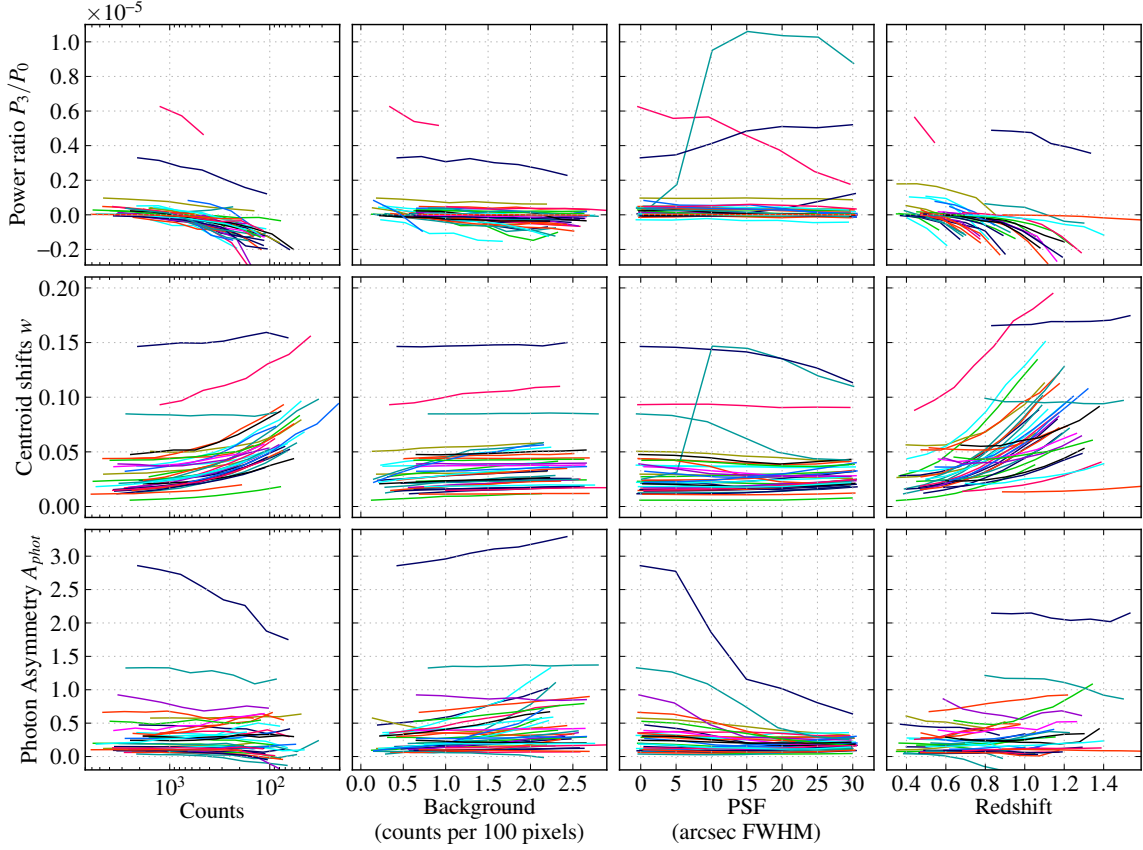 ×10⁻⁵
1.0
0.8
0.6
0.4
0.2
0.0
−0.2
Power ratio P₃/P₀
0.20
0.15
0.10
0.05
0.00
Centroid shifts w
3.0
2.5
2.0
1.5
1.0
0.5
0.0
Photon Asymmetry A_phot
10³ 10²
Counts
0.0 0.5 1.0 1.5 2.0 2.5
Background
(counts per 100 pixels)
0 5 10 15 20 25 30
PSF
(arcsec FWHM)
0.4 0.6 0.8 1.0 1.2 1.4
Redshift